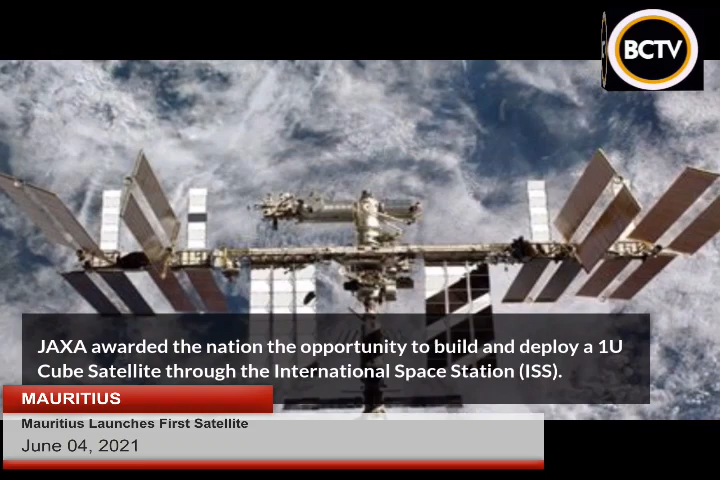 BCTV
JAXA awarded the nation the opportunity to build and deploy a 1U
Cube Satellite through the International Space Station (ISS).
MAURITIUS
Mauritius Launches First Satellite
June 04, 2021